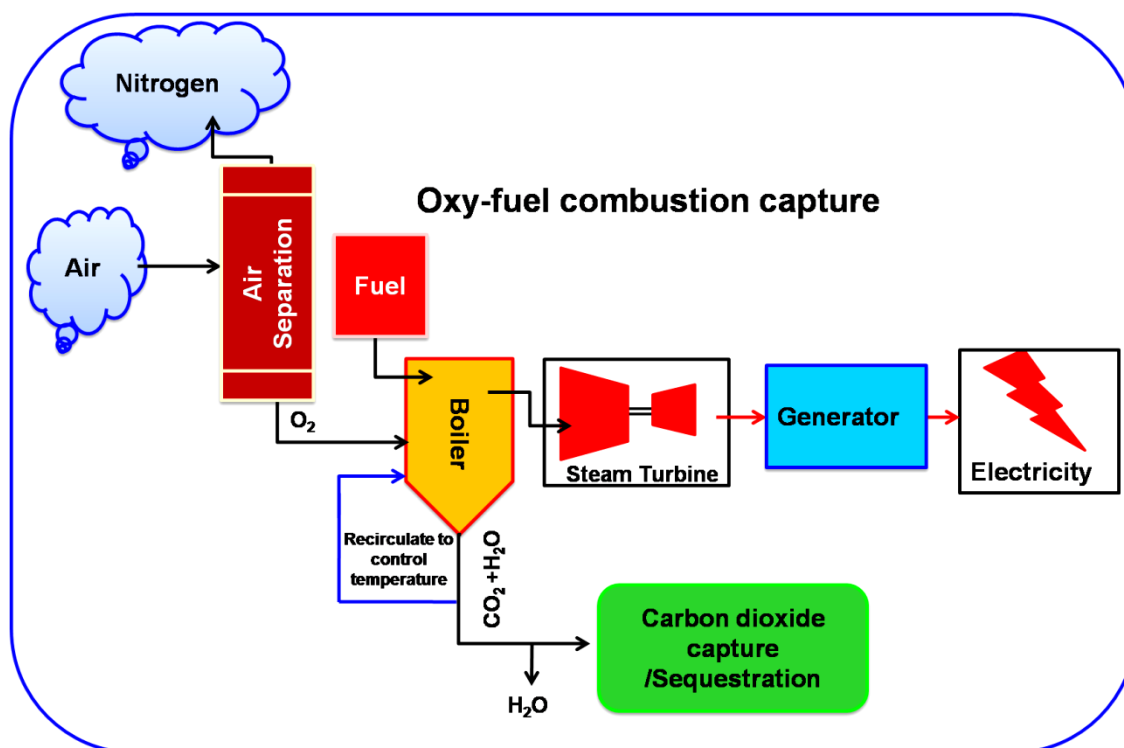 Nitrogen
Oxy-fuel combustion capture
Air
Air
Separation
Fuel
O₂
Boiler
Steam Turbine
Generator
Electricity
Recirculate to
control
temperature
CO₂ +H₂O
H₂O
Carbon dioxide
capture
/Sequestration